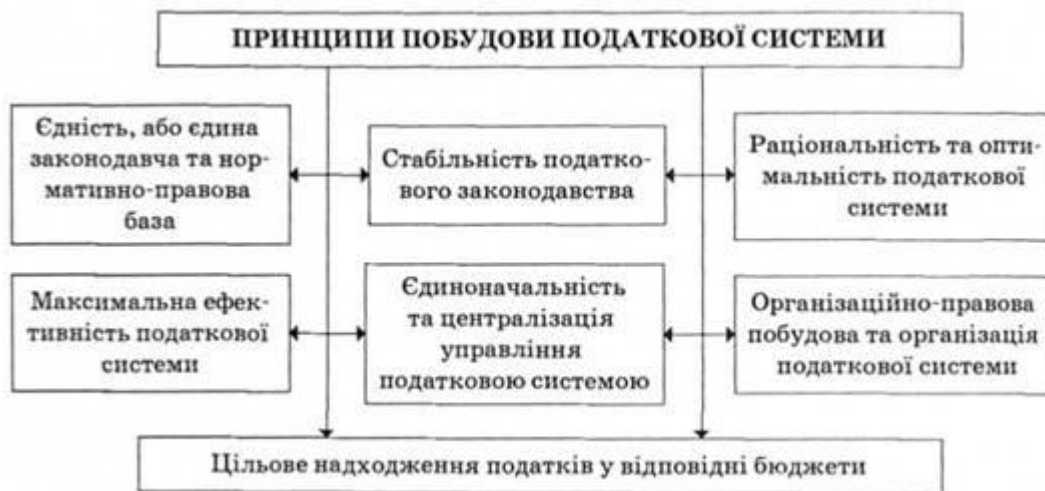 ПРИНЦИПИ ПОБУДОВИ ПОДАТКОВОЇ СИСТЕМИ
Єдність, або єдина
законодавча та нор-
мативно-правова
база
Стабільність податко-
вого законодавства
Раціональність та опти-
мальність податкової
системи
Максимальна ефек-
тивність податкової
системи
Єдиноначальність
та централізація
управління
податковою системою
Організаційно-правова
побудова та організація
податкової системи
Цільове надходження податків у відповідні бюджети